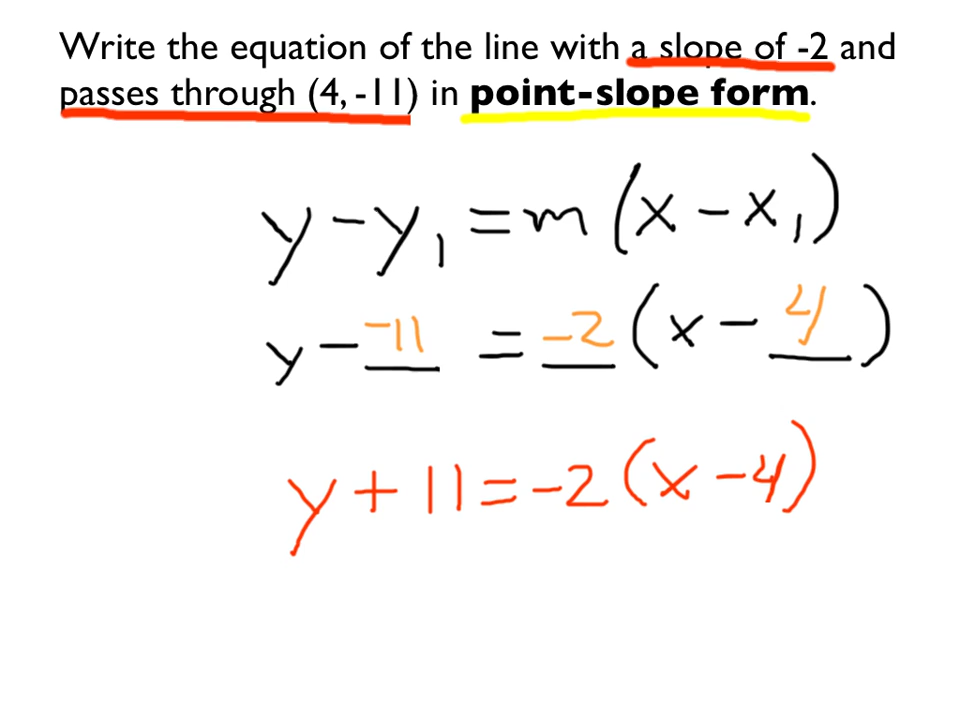 Write the equation of the line with a slope of -2 and
passes through (4, -11) in point-slope form.
y - y₁ = m(x - x₁)
y - -11 = -2(x - 4)
y + 11 = -2(x - 4)